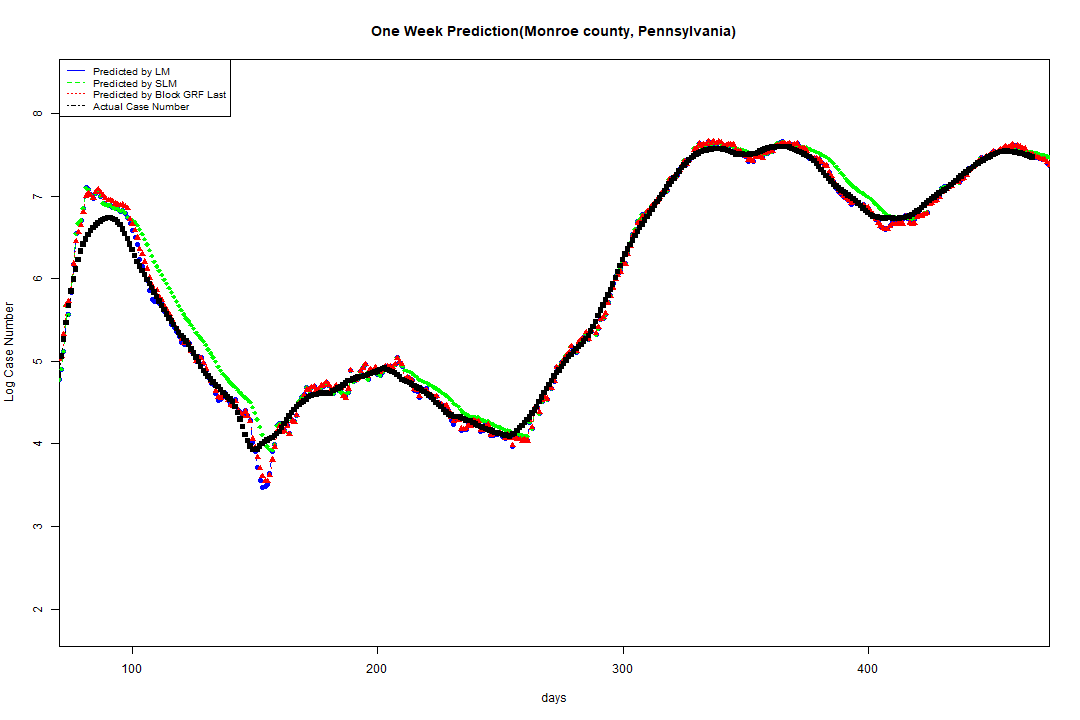 One Week Prediction(Monroe county, Pennsylvania)
Predicted by LM
Predicted by SLM
Predicted by Block GRF Last
Actual Case Number
8
7
6
5
4
3
2
Log Case Number
100 200 300 400
days